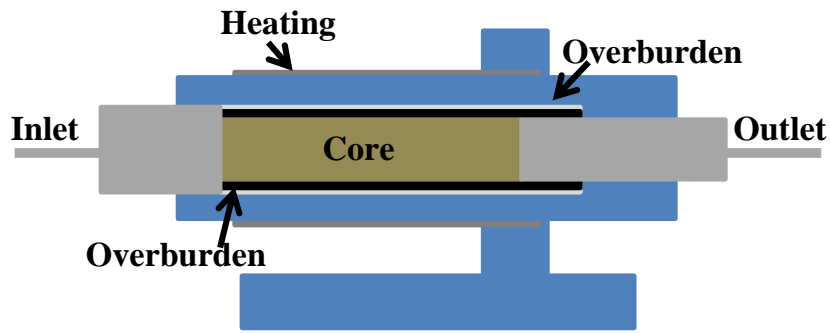 Heating
Overburden
Inlet
Core
Outlet
Overburden